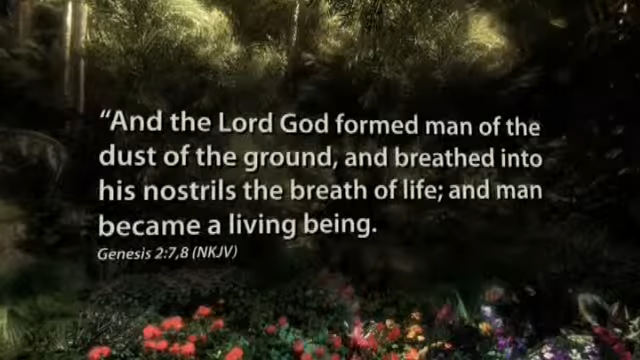 “And the Lord God formed man of the
dust of the ground, and breathed into
his nostrils the breath of life; and man
became a living being.
Genesis 2:7,8 (NKJV)